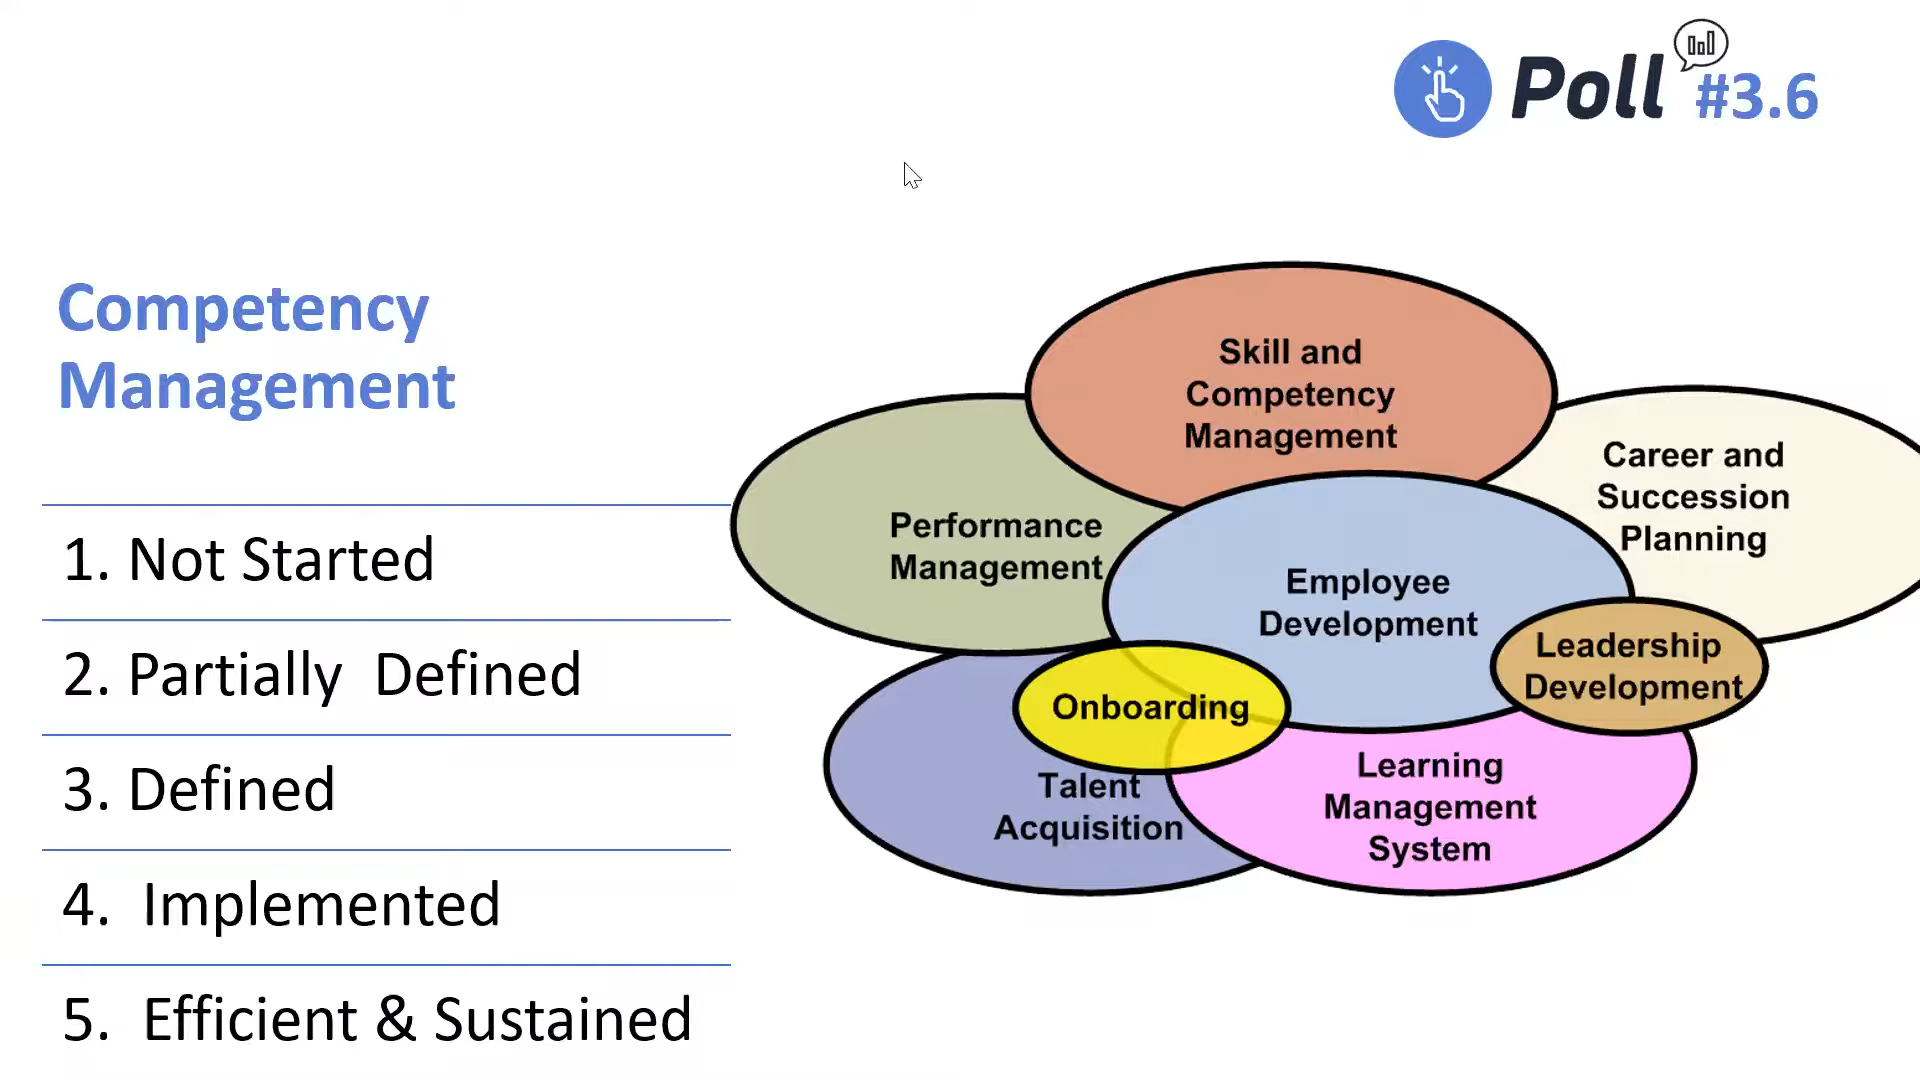 Poll #3.6
Competency
Management
1. Not Started
2. Partially  Defined
3. Defined
4.  Implemented
5.  Efficient & Sustained
Skill and
Competency
Management
Career and
Succession
Planning
Performance
Management
Employee
Development
Leadership
Development
Onboarding
Talent
Acquisition
Learning
Management
System